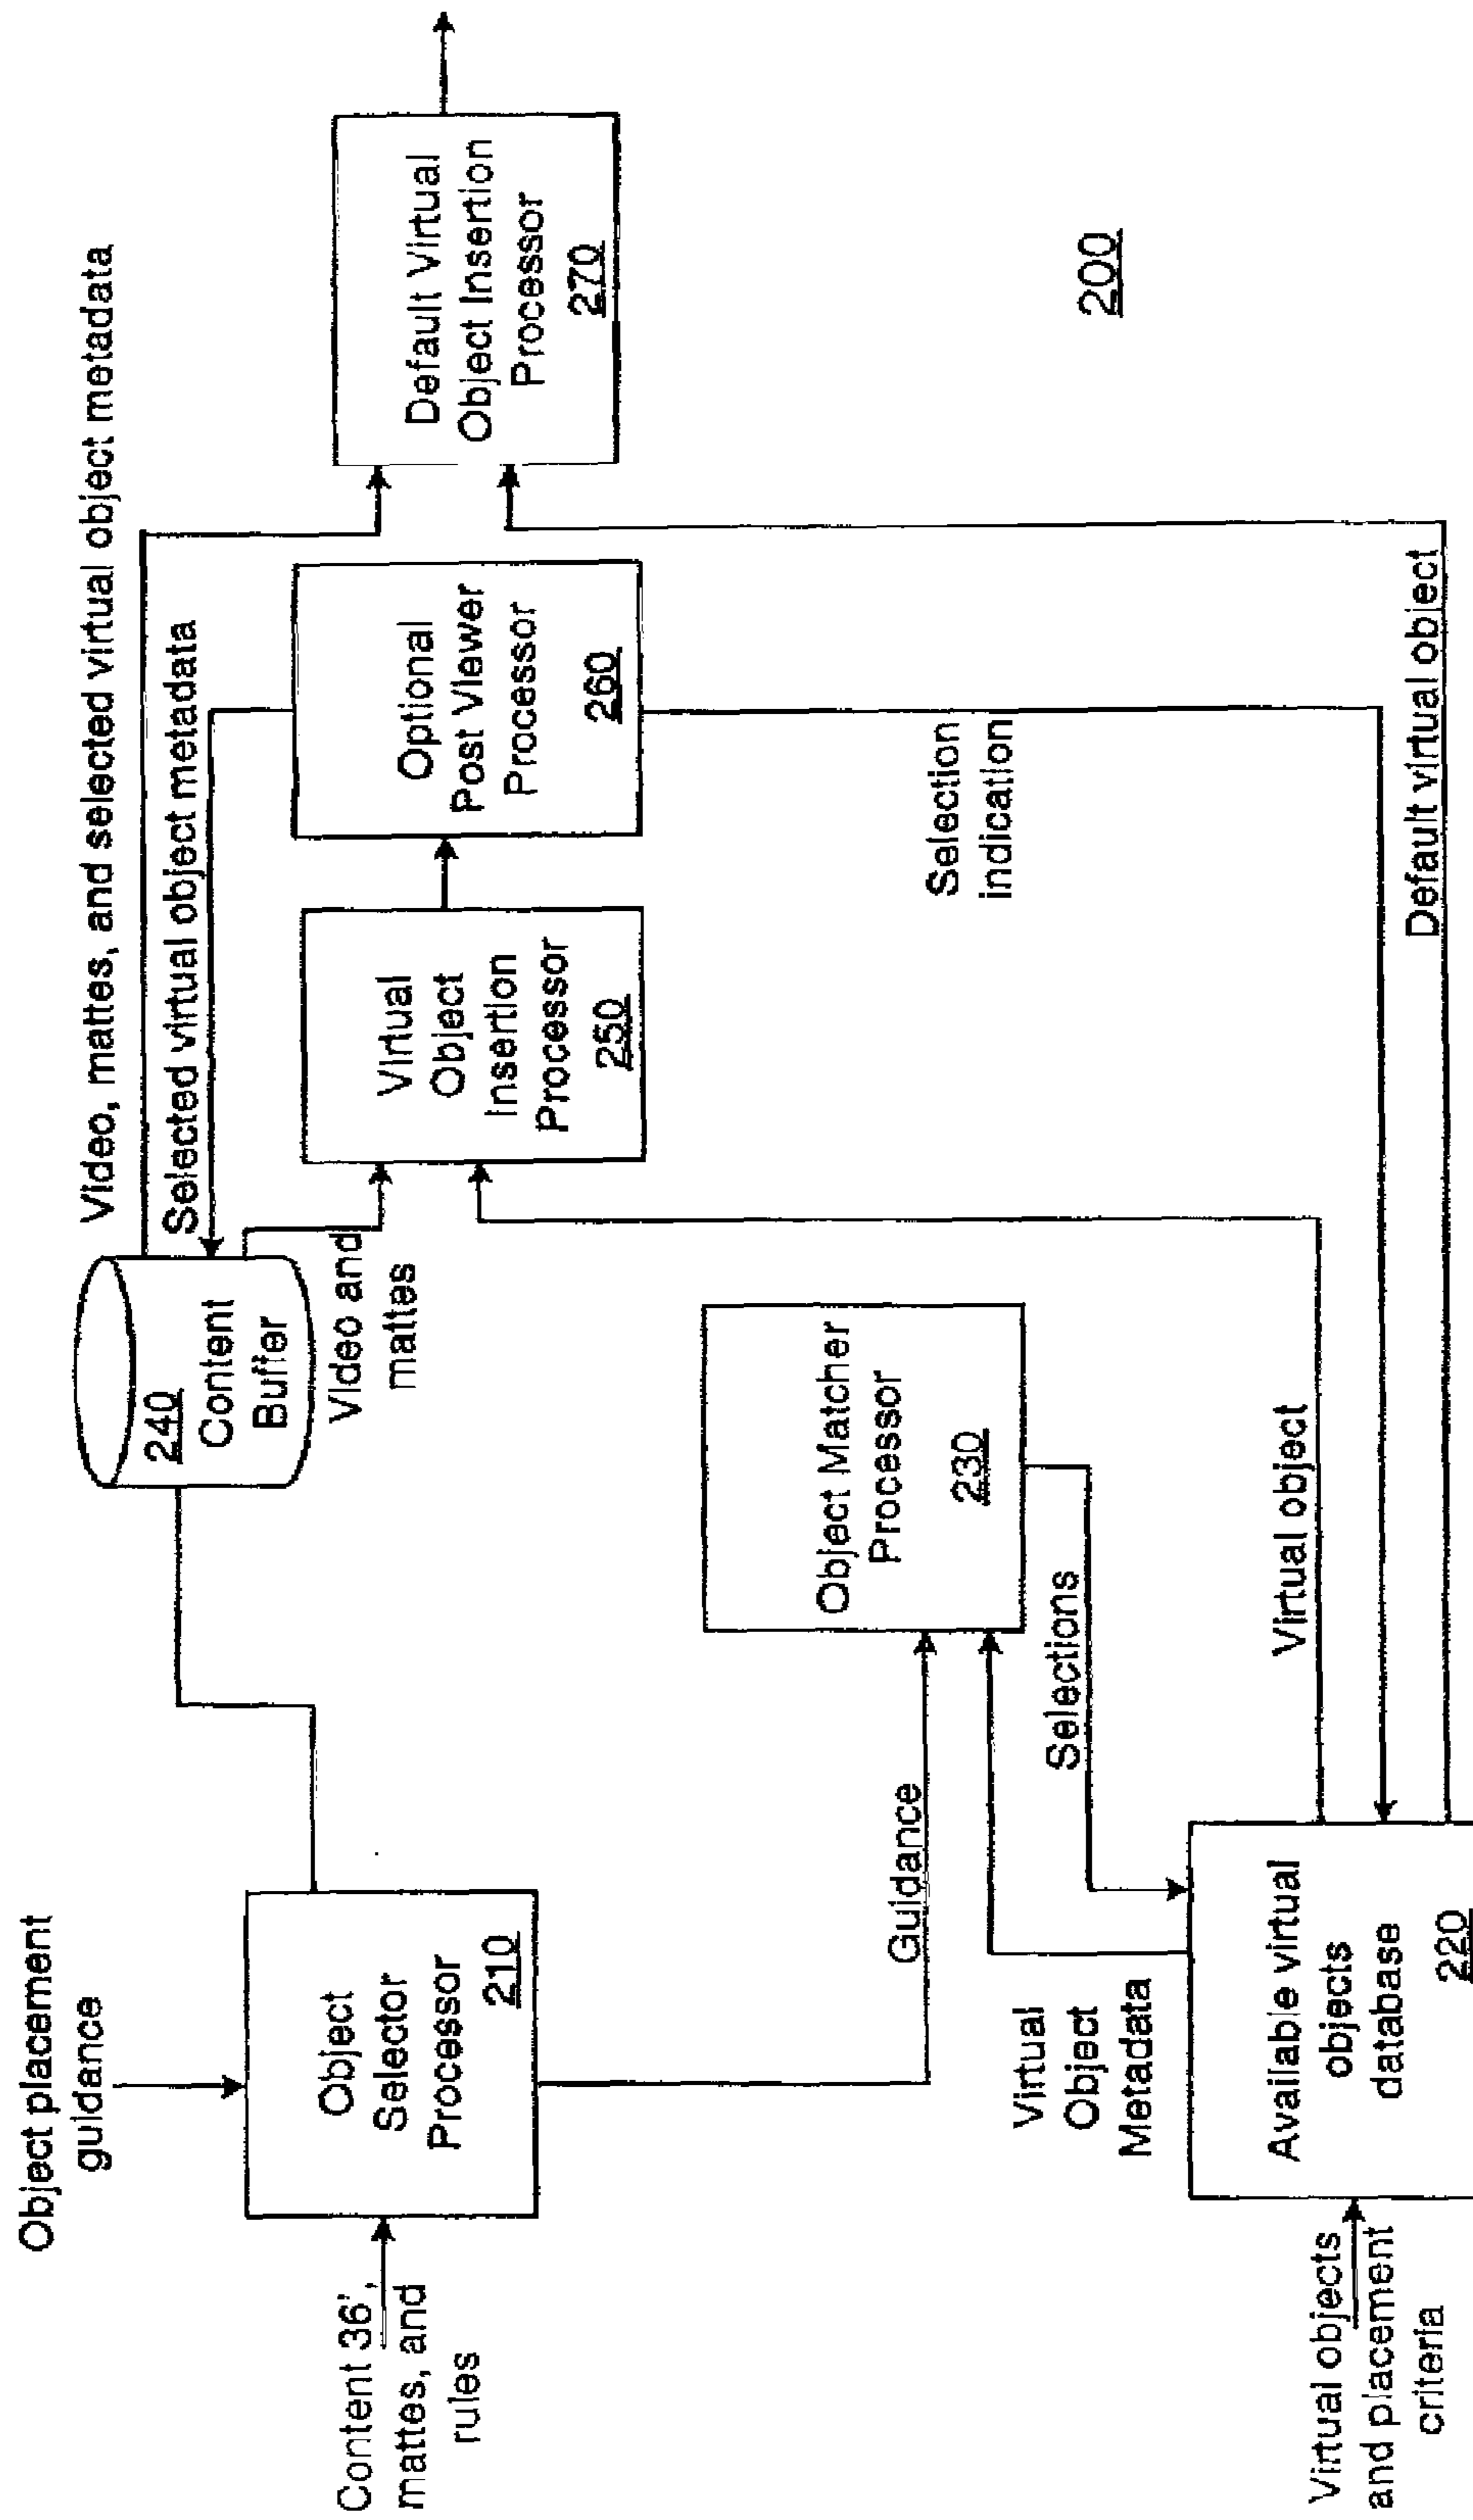 Object placement
guidance
Content 36',
mattes, and
rules
Object
Selector
Processor
210
240
Content
Buffer
Video, mattes, and selected virtual object metadata
Selected virtual object metadata
Video and
mattes
Virtual
Object
Insertion
Processor
250
Optional
Post Viewer
Processor
260
Default Virtual
Object Insertion
Processor
270
Guidance
Object Matcher
Processor
230
Selections
Virtual
Object
Metadata
Selection
indication
200
Virtual objects
and placement
criteria
Available virtual
objects
database
220
Virtual object
Default virtual object